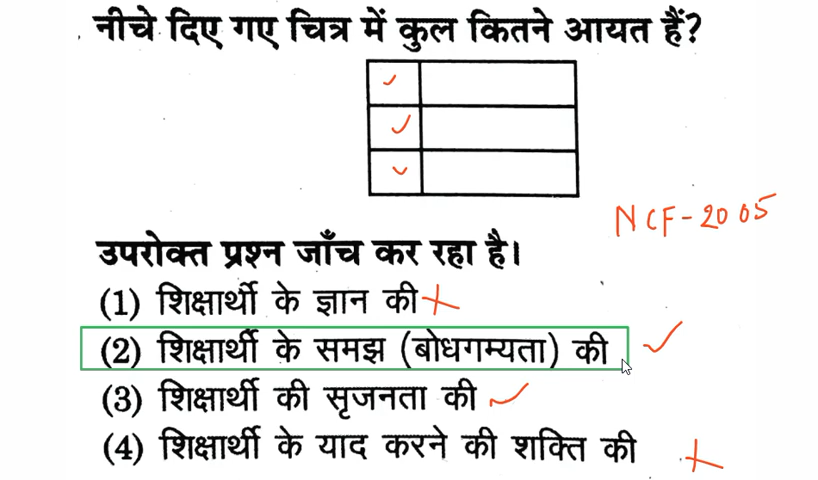 नीचे दिए गए चित्र में कुल कितने आयत हैं?
NCF-2005
उपरोक्त प्रश्न जाँच कर रहा है।
(1) शिक्षार्थी के ज्ञान की
(2) शिक्षार्थी के समझ (बोधगम्यता) की
(3) शिक्षार्थी की सृजनता की
(4) शिक्षार्थी के याद करने की शक्ति की